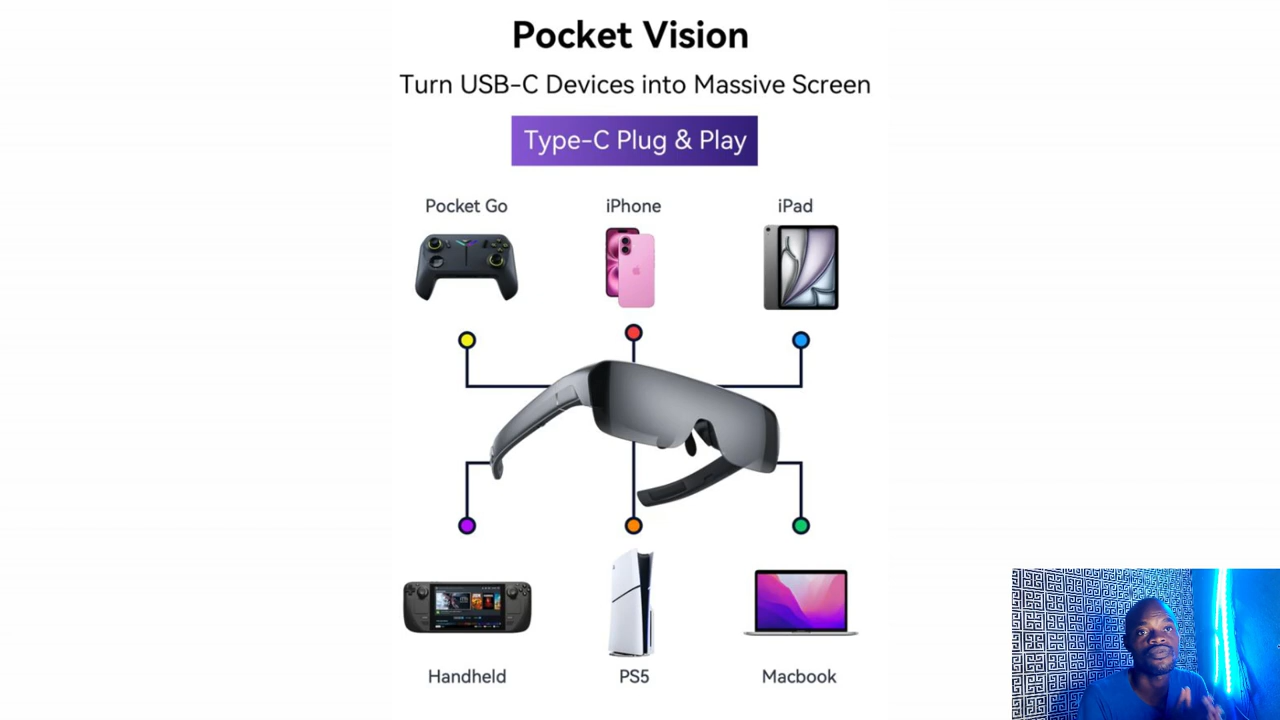 Pocket Vision
Turn USB-C Devices into Massive Screen
Type-C Plug & Play
Pocket Go
iPhone
iPad
Handheld
PS5
Macbook